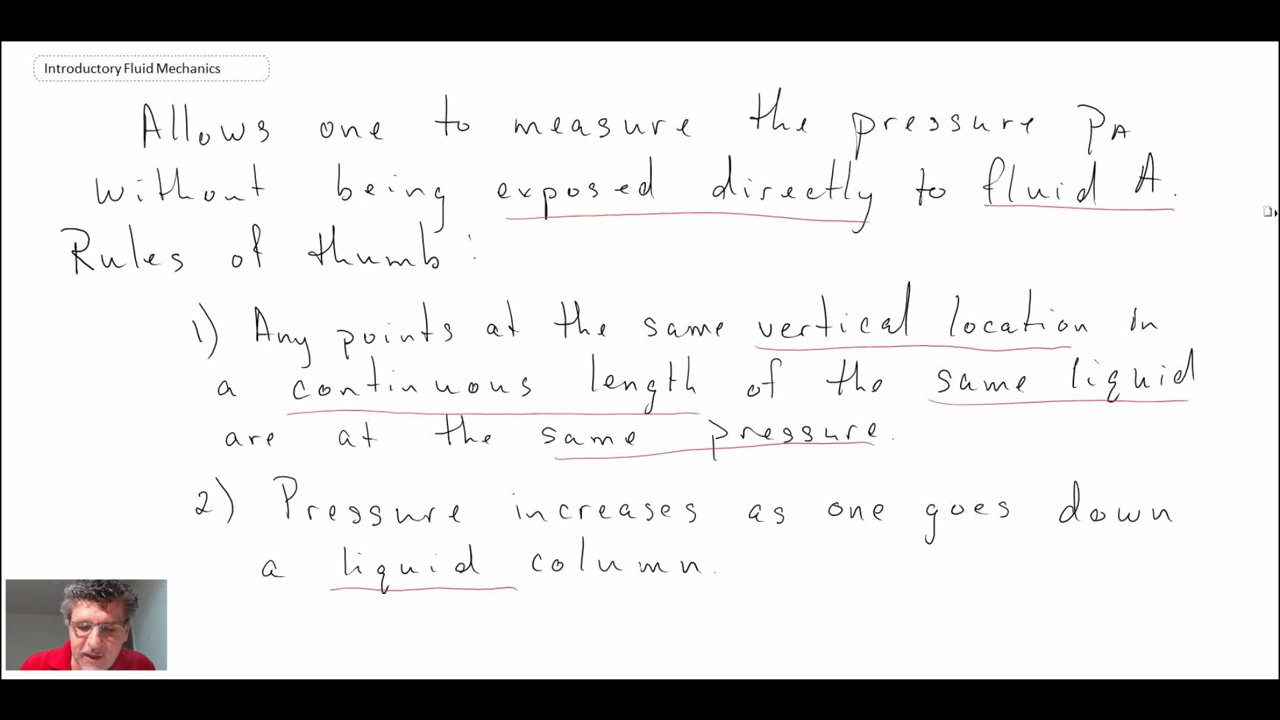 Introductory Fluid Mechanics
Allows one to measure the pressure PA
without being exposed directly to fluid A.
Rules of thumb:
1) Any points at the same vertical location in
a continuous length of the same liquid
are at the same pressure.
2) Pressure increases as one goes down
a liquid column.